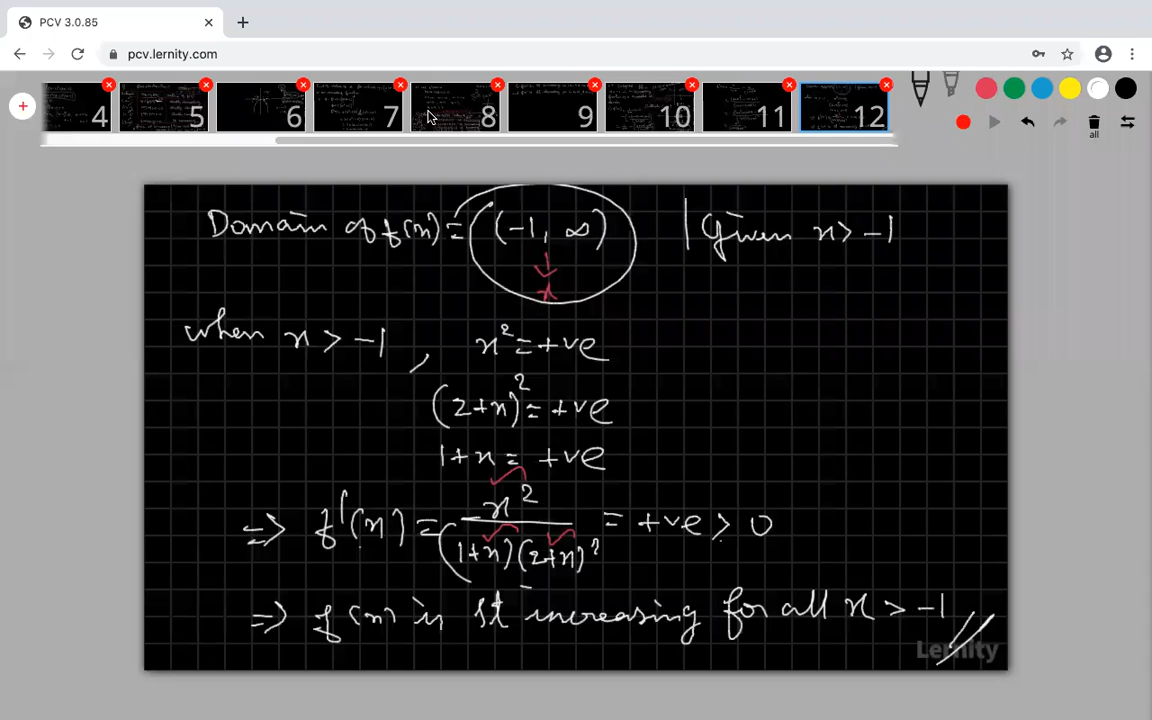 PCV 3.0.85
pcv.lernity.com
4 5 6 7 8 9 10 11 12
all
Domain of f(x) = (-1, ∞) | Given x > -1
x
when x > -1, x² = +ve
(2+x)² = +ve
1+x = +ve
=> f'(x) = x² / (1+x)(2+x)² = +ve > 0
=> f(x) is st increasing for all x > -1 //
Lernity